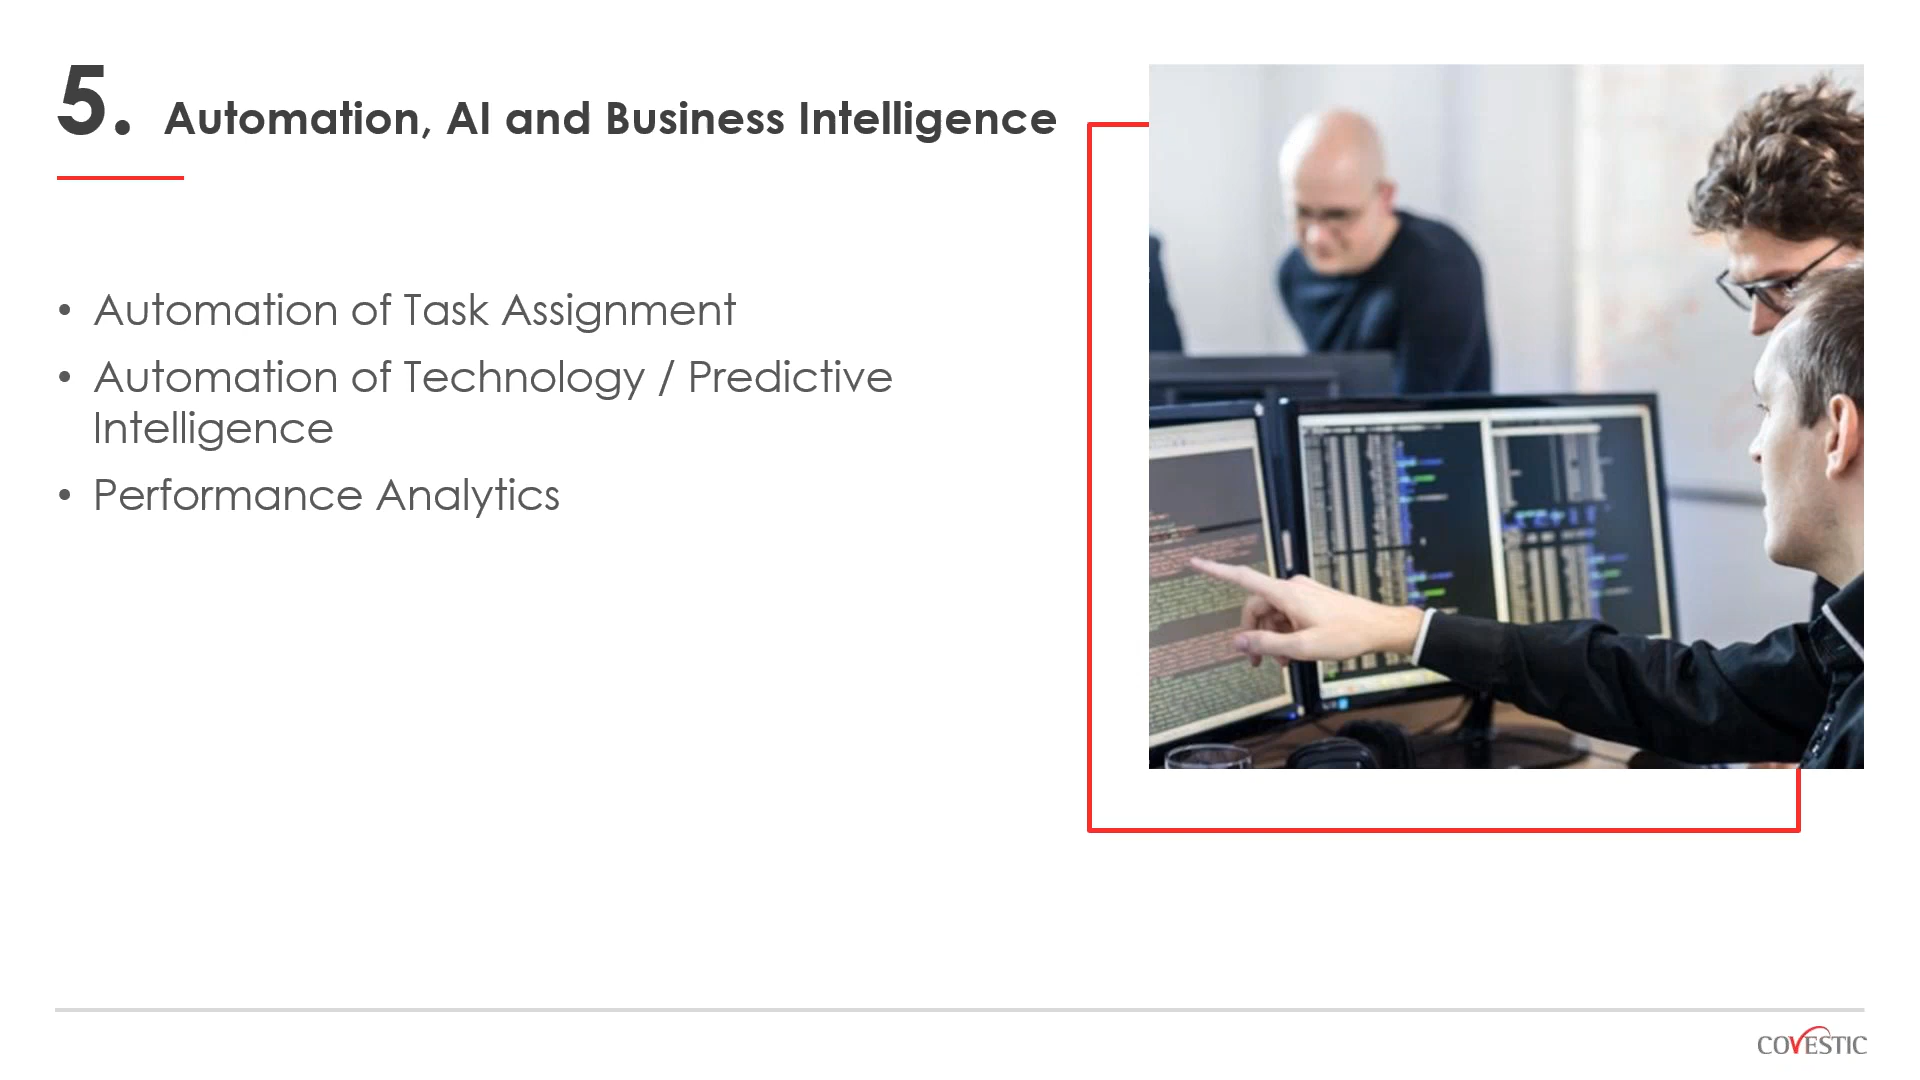 5. Automation, AI and Business Intelligence
• Automation of Task Assignment
• Automation of Technology / Predictive
Intelligence
• Performance Analytics
COVESTIC